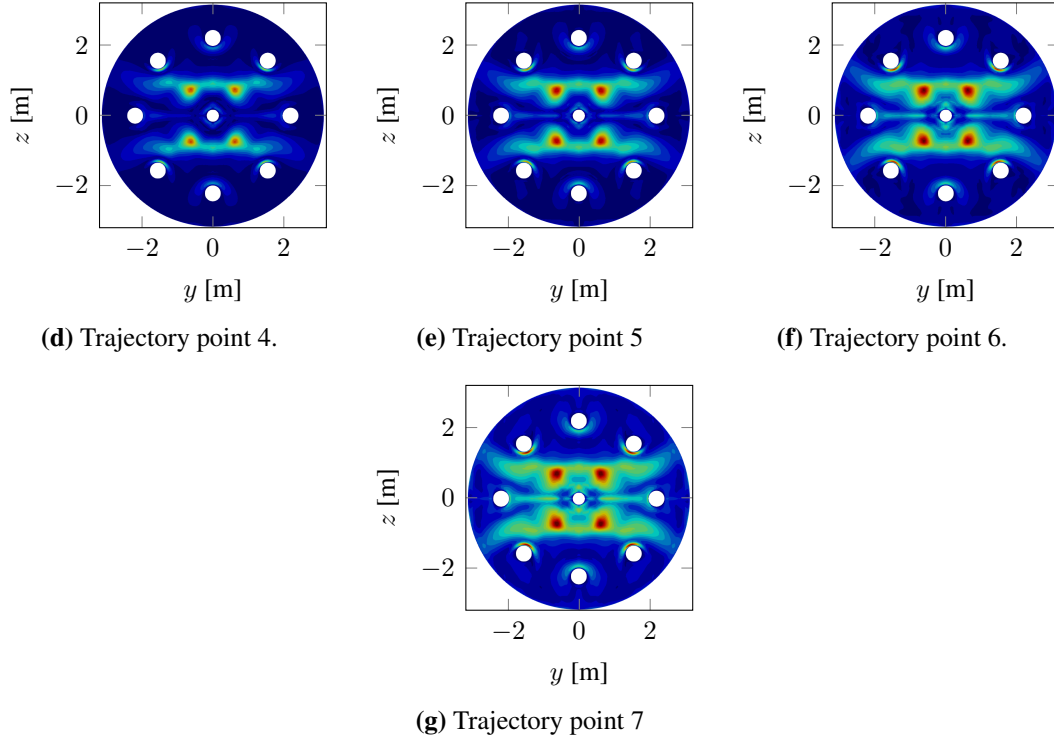 2
0
−2
z [m]
−2 0 2
y [m]
(d) Trajectory point 4.
2
0
−2
z [m]
−2 0 2
y [m]
(e) Trajectory point 5
2
0
−2
z [m]
−2 0 2
y [m]
(f) Trajectory point 6.
2
0
−2
z [m]
−2 0 2
y [m]
(g) Trajectory point 7